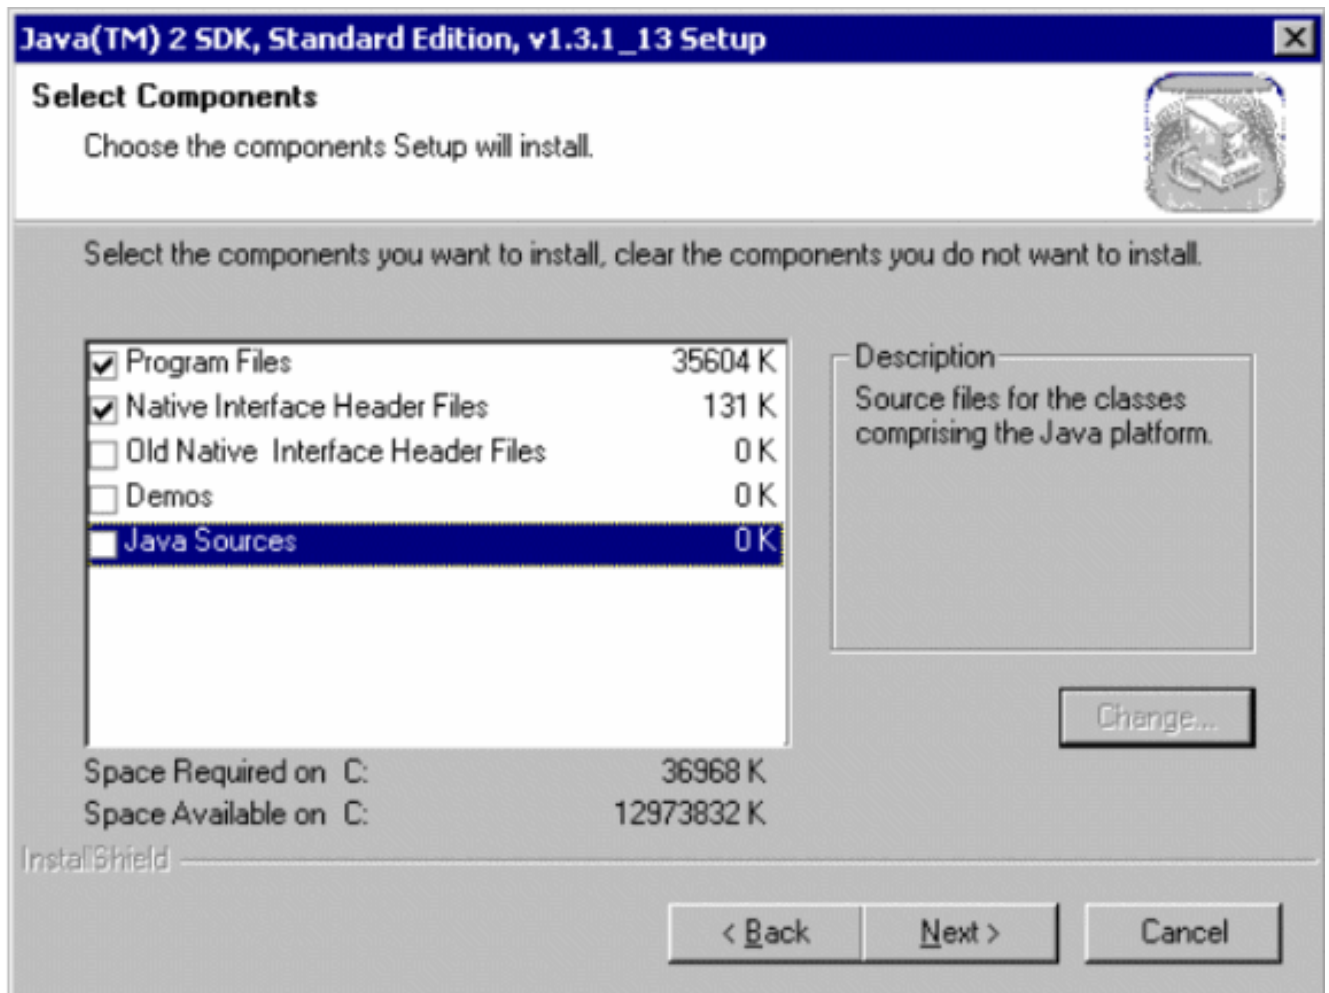 Java(TM) 2 SDK, Standard Edition, v1.3.1_13 Setup
Select Components
Choose the components Setup will install.
Select the components you want to install, clear the components you do not want to install.
Program Files 35604 K
Native Interface Header Files 131 K
Old Native  Interface Header Files 0 K
Demos 0 K
Java Sources 0 K
Description
Source files for the classes
comprising the Java platform.
Change...
Space Required on  C: 36968 K
Space Available on  C: 12973832 K
InstallShield
< Back Next > Cancel